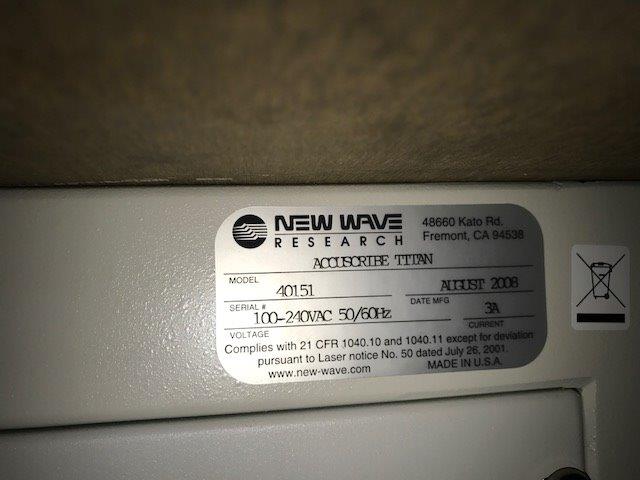 NEW WAVE
RESEARCH
48660 Kato Rd.
Fremont, CA 94538
ACCUSCRIBE TITAN
MODEL
40151 AUGUST 2008
SERIAL # DATE MFG
100-240VAC 50/60Hz 3A
VOLTAGE CURRENT
Complies with 21 CFR 1040.10 and 1040.11 except for deviation
pursuant to Laser notice No. 50 dated July 26, 2001.
www.new-wave.com MADE IN U.S.A.